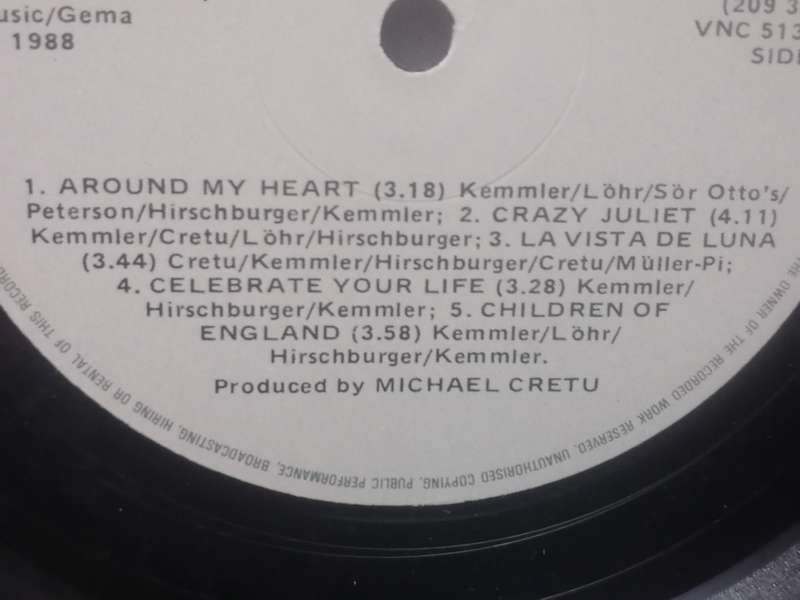 usic/Gema
1988
(209 3
VNC 513
SIDE
1. AROUND MY HEART (3.18) Kemmler/Löhr/Sör Otto's/
Peterson/Hirschburger/Kemmler; 2. CRAZY JULIET (4.11)
Kemmler/Cretu/Löhr/Hirschburger; 3. LA VISTA DE LUNA
(3.44) Cretu/Kemmler/Hirschburger/Cretu/Müller-Pi;
4. CELEBRATE YOUR LIFE (3.28) Kemmler/
Hirschburger/Kemmler; 5. CHILDREN OF
ENGLAND (3.58) Kemmler/Löhr/
Hirschburger/Kemmler.
Produced by MICHAEL CRETU
THE OWNER OF THE RECORDED WORK RESERVED. UNAUTHORISED COPYING, PUBLIC PERFORMANCE, BROADCASTING, HIRING OR RENTAL OF THIS RECORD